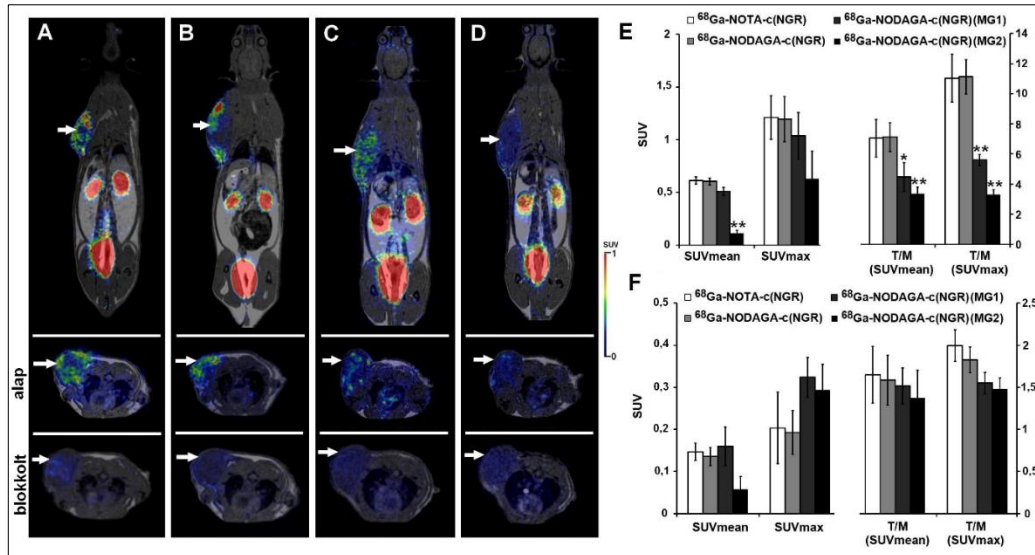 A
B
C
D
SUV
1
0
alap
blokkolt
E
⁶⁸Ga-NOTA-c(NGR)
⁶⁸Ga-NODAGA-c(NGR)(MG1)
⁶⁸Ga-NODAGA-c(NGR)
⁶⁸Ga-NODAGA-c(NGR)(MG2)
2
1,5
1
0,5
0
SUV
14
12
10
8
6
4
2
0
**
*
**
**
**
SUVmean
SUVmax
T/M
(SUVmean)
T/M
(SUVmax)
F
⁶⁸Ga-NOTA-c(NGR)
⁶⁸Ga-NODAGA-c(NGR)(MG1)
⁶⁸Ga-NODAGA-c(NGR)
⁶⁸Ga-NODAGA-c(NGR)(MG2)
0,5
0,4
0,3
0,2
0,1
0
SUV
2,5
2
1,5
1
0,5
0
SUVmean
SUVmax
T/M
(SUVmean)
T/M
(SUVmax)